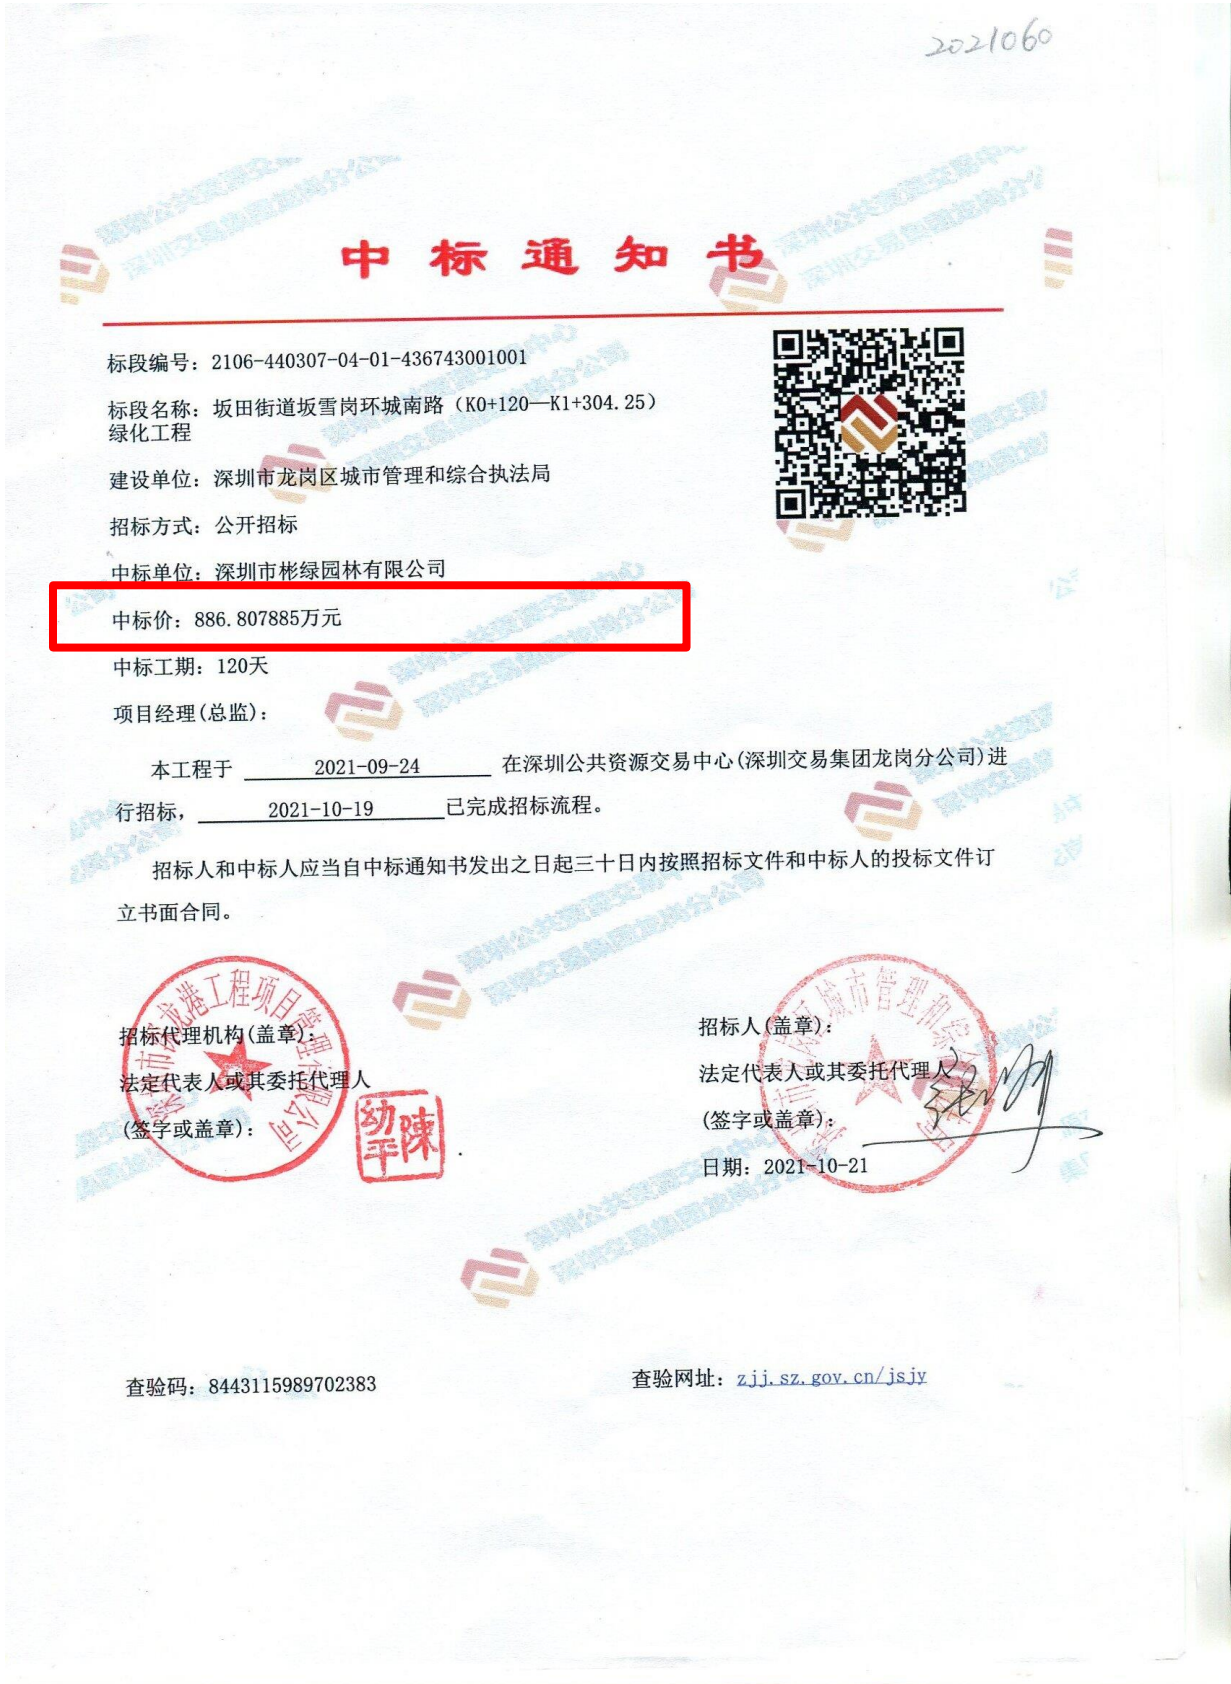 2021060
中标通知书
标段编号：2106-440307-04-01-436743001001
标段名称：坂田街道坂雪岗环城南路（K0+120—K1+304.25）
绿化工程
建设单位：深圳市龙岗区城市管理和综合执法局
招标方式：公开招标
中标单位：深圳市彬绿园林有限公司
中标价：886.807885万元
中标工期：120天
项目经理(总监)：
本工程于 2021-09-24 在深圳公共资源交易中心(深圳交易集团龙岗分公司)进
行招标，2021-10-19已完成招标流程。
招标人和中标人应当自中标通知书发出之日起三十日内按照招标文件和中标人的投标文件订
立书面合同。
招标代理机构(盖章)：
法定代表人或其委托代理人
(签字或盖章)：
陳幼平
招标人(盖章)：
法定代表人或其委托代理人
(签字或盖章)：
日期：2021-10-21
查验码：8443115989702383
查验网址：zjj.sz.gov.cn/jsjy